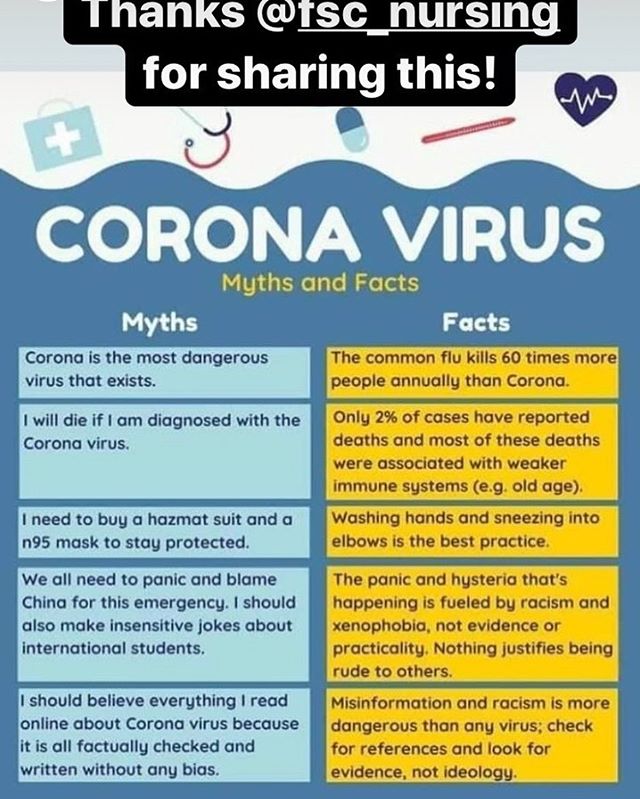 Thanks @fsc_nursing
for sharing this!
CORONA VIRUS
Myths and Facts
Myths
Facts
Corona is the most dangerous
virus that exists.
The common flu kills 60 times more
people annually than Corona.
I will die if I am diagnosed with the
Corona virus.
Only 2% of cases have reported
deaths and most of these deaths
were associated with weaker
immune systems (e.g. old age).
I need to buy a hazmat suit and a
n95 mask to stay protected.
Washing hands and sneezing into
elbows is the best practice.
We all need to panic and blame
China for this emergency. I should
also make insensitive jokes about
international students.
The panic and hysteria that's
happening is fueled by racism and
xenophobia, not evidence or
practicality. Nothing justifies being
rude to others.
I should believe everything I read
online about Corona virus because
it is all factually checked and
written without any bias.
Misinformation and racism is more
dangerous than any virus; check
for references and look for
evidence, not ideology.